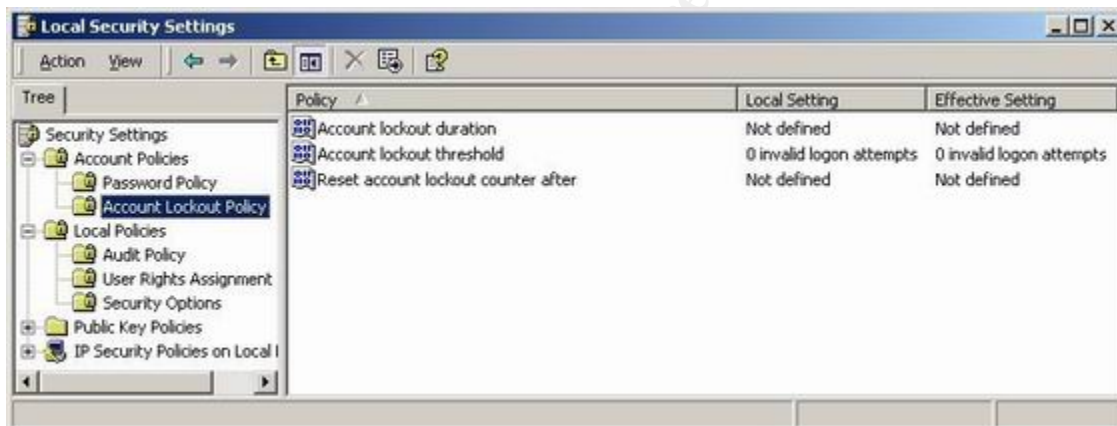 Local Security Settings
Action View
Tree
Security Settings
Account Policies
Password Policy
Account Lockout Policy
Local Policies
Audit Policy
User Rights Assignment
Security Options
Public Key Policies
IP Security Policies on Local
Policy Local Setting Effective Setting
Account lockout duration Not defined Not defined
Account lockout threshold 0 invalid logon attempts 0 invalid logon attempts
Reset account lockout counter after Not defined Not defined